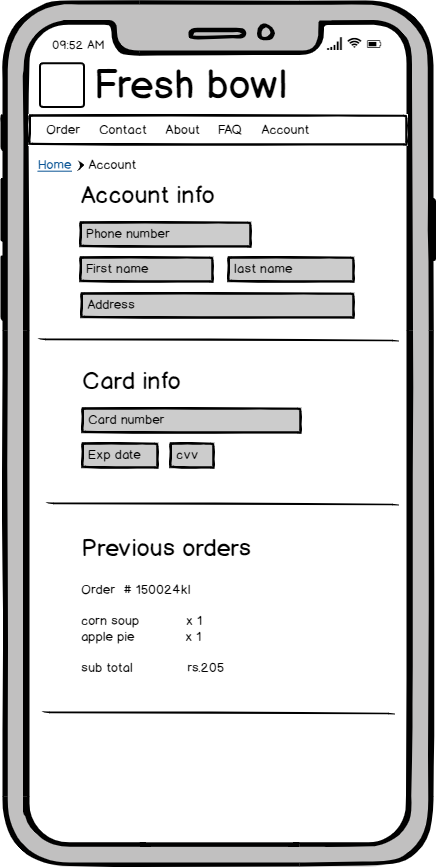 09:52 AM
Fresh bowl
Order Contact About FAQ Account
Home Account
Account info
Phone number
First name last name
Address
Card info
Card number
Exp date cvv
Previous orders
Order # 150024kl
corn soup x 1
apple pie x 1
sub total rs.205